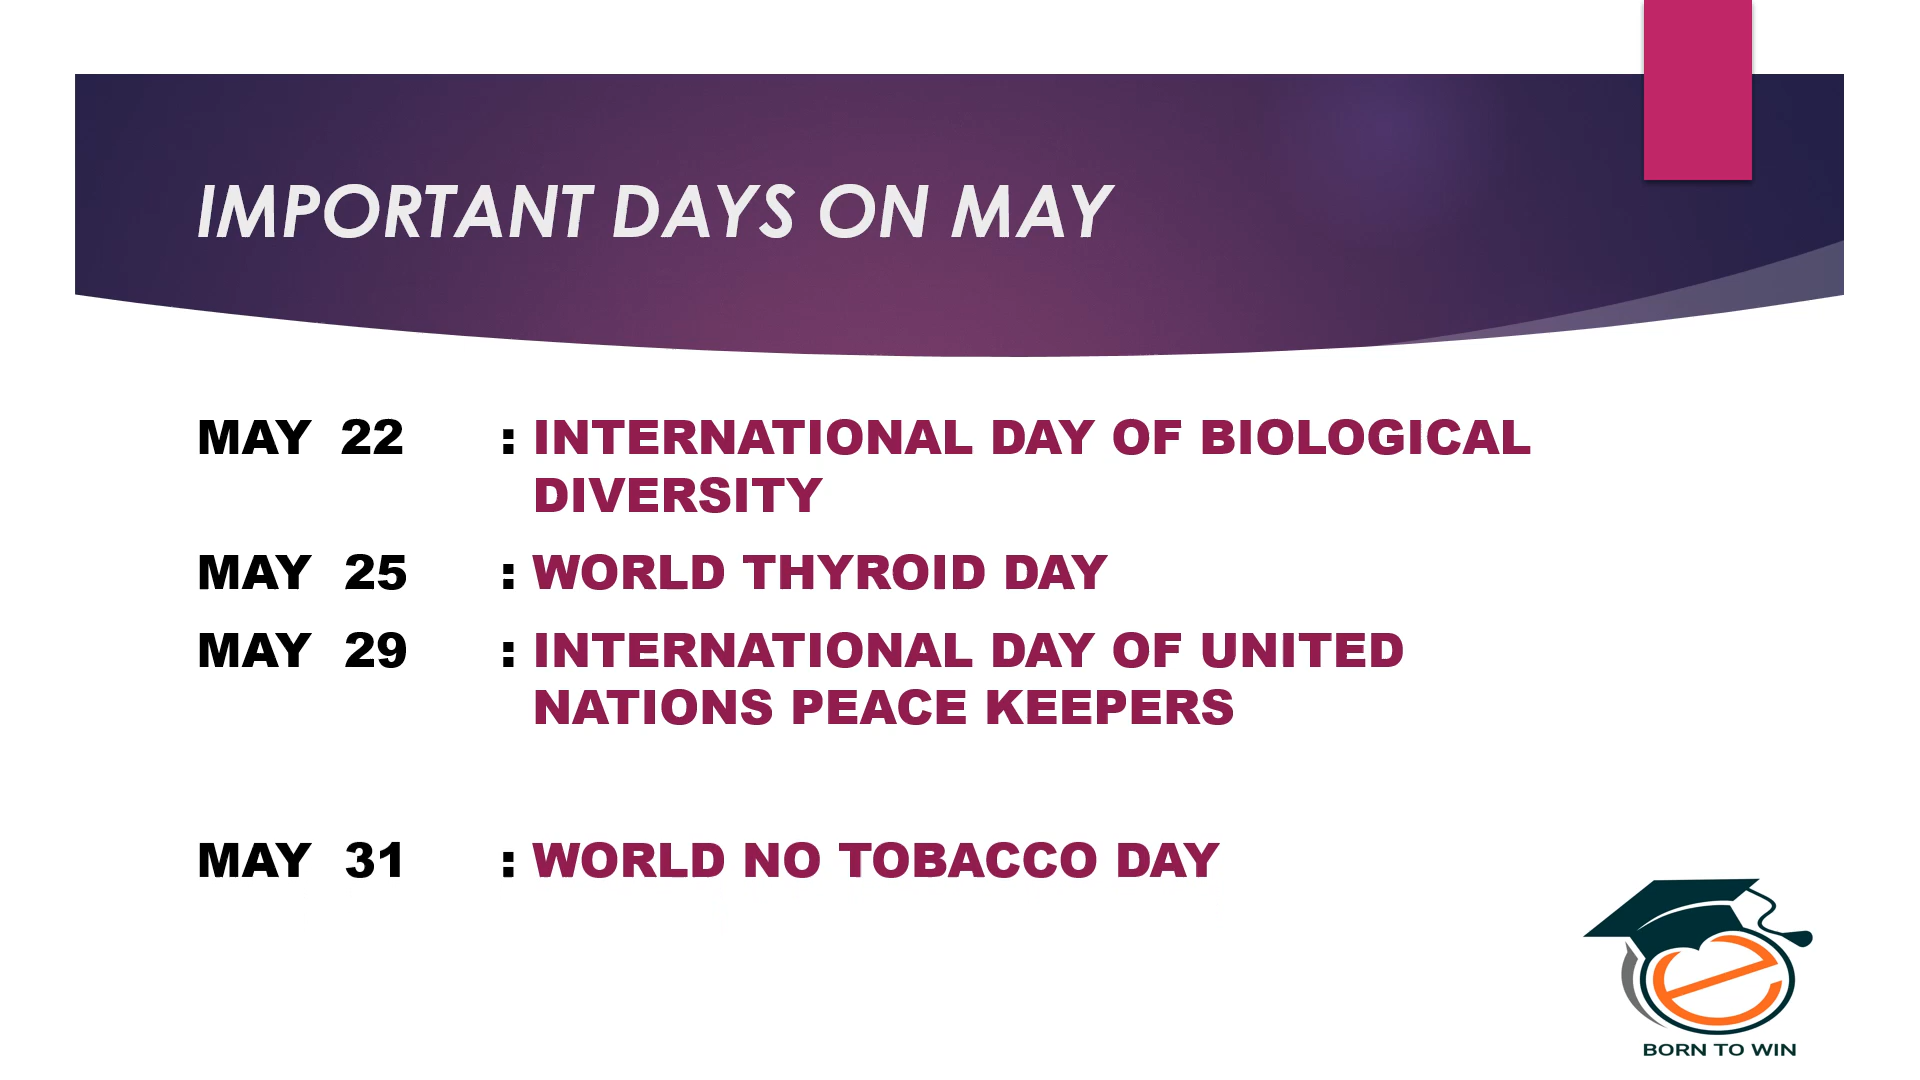 IMPORTANT DAYS ON MAY
MAY 22 : INTERNATIONAL DAY OF BIOLOGICAL
DIVERSITY
MAY 25 : WORLD THYROID DAY
MAY 29 : INTERNATIONAL DAY OF UNITED
NATIONS PEACE KEEPERS
MAY 31 : WORLD NO TOBACCO DAY
e
BORN TO WIN